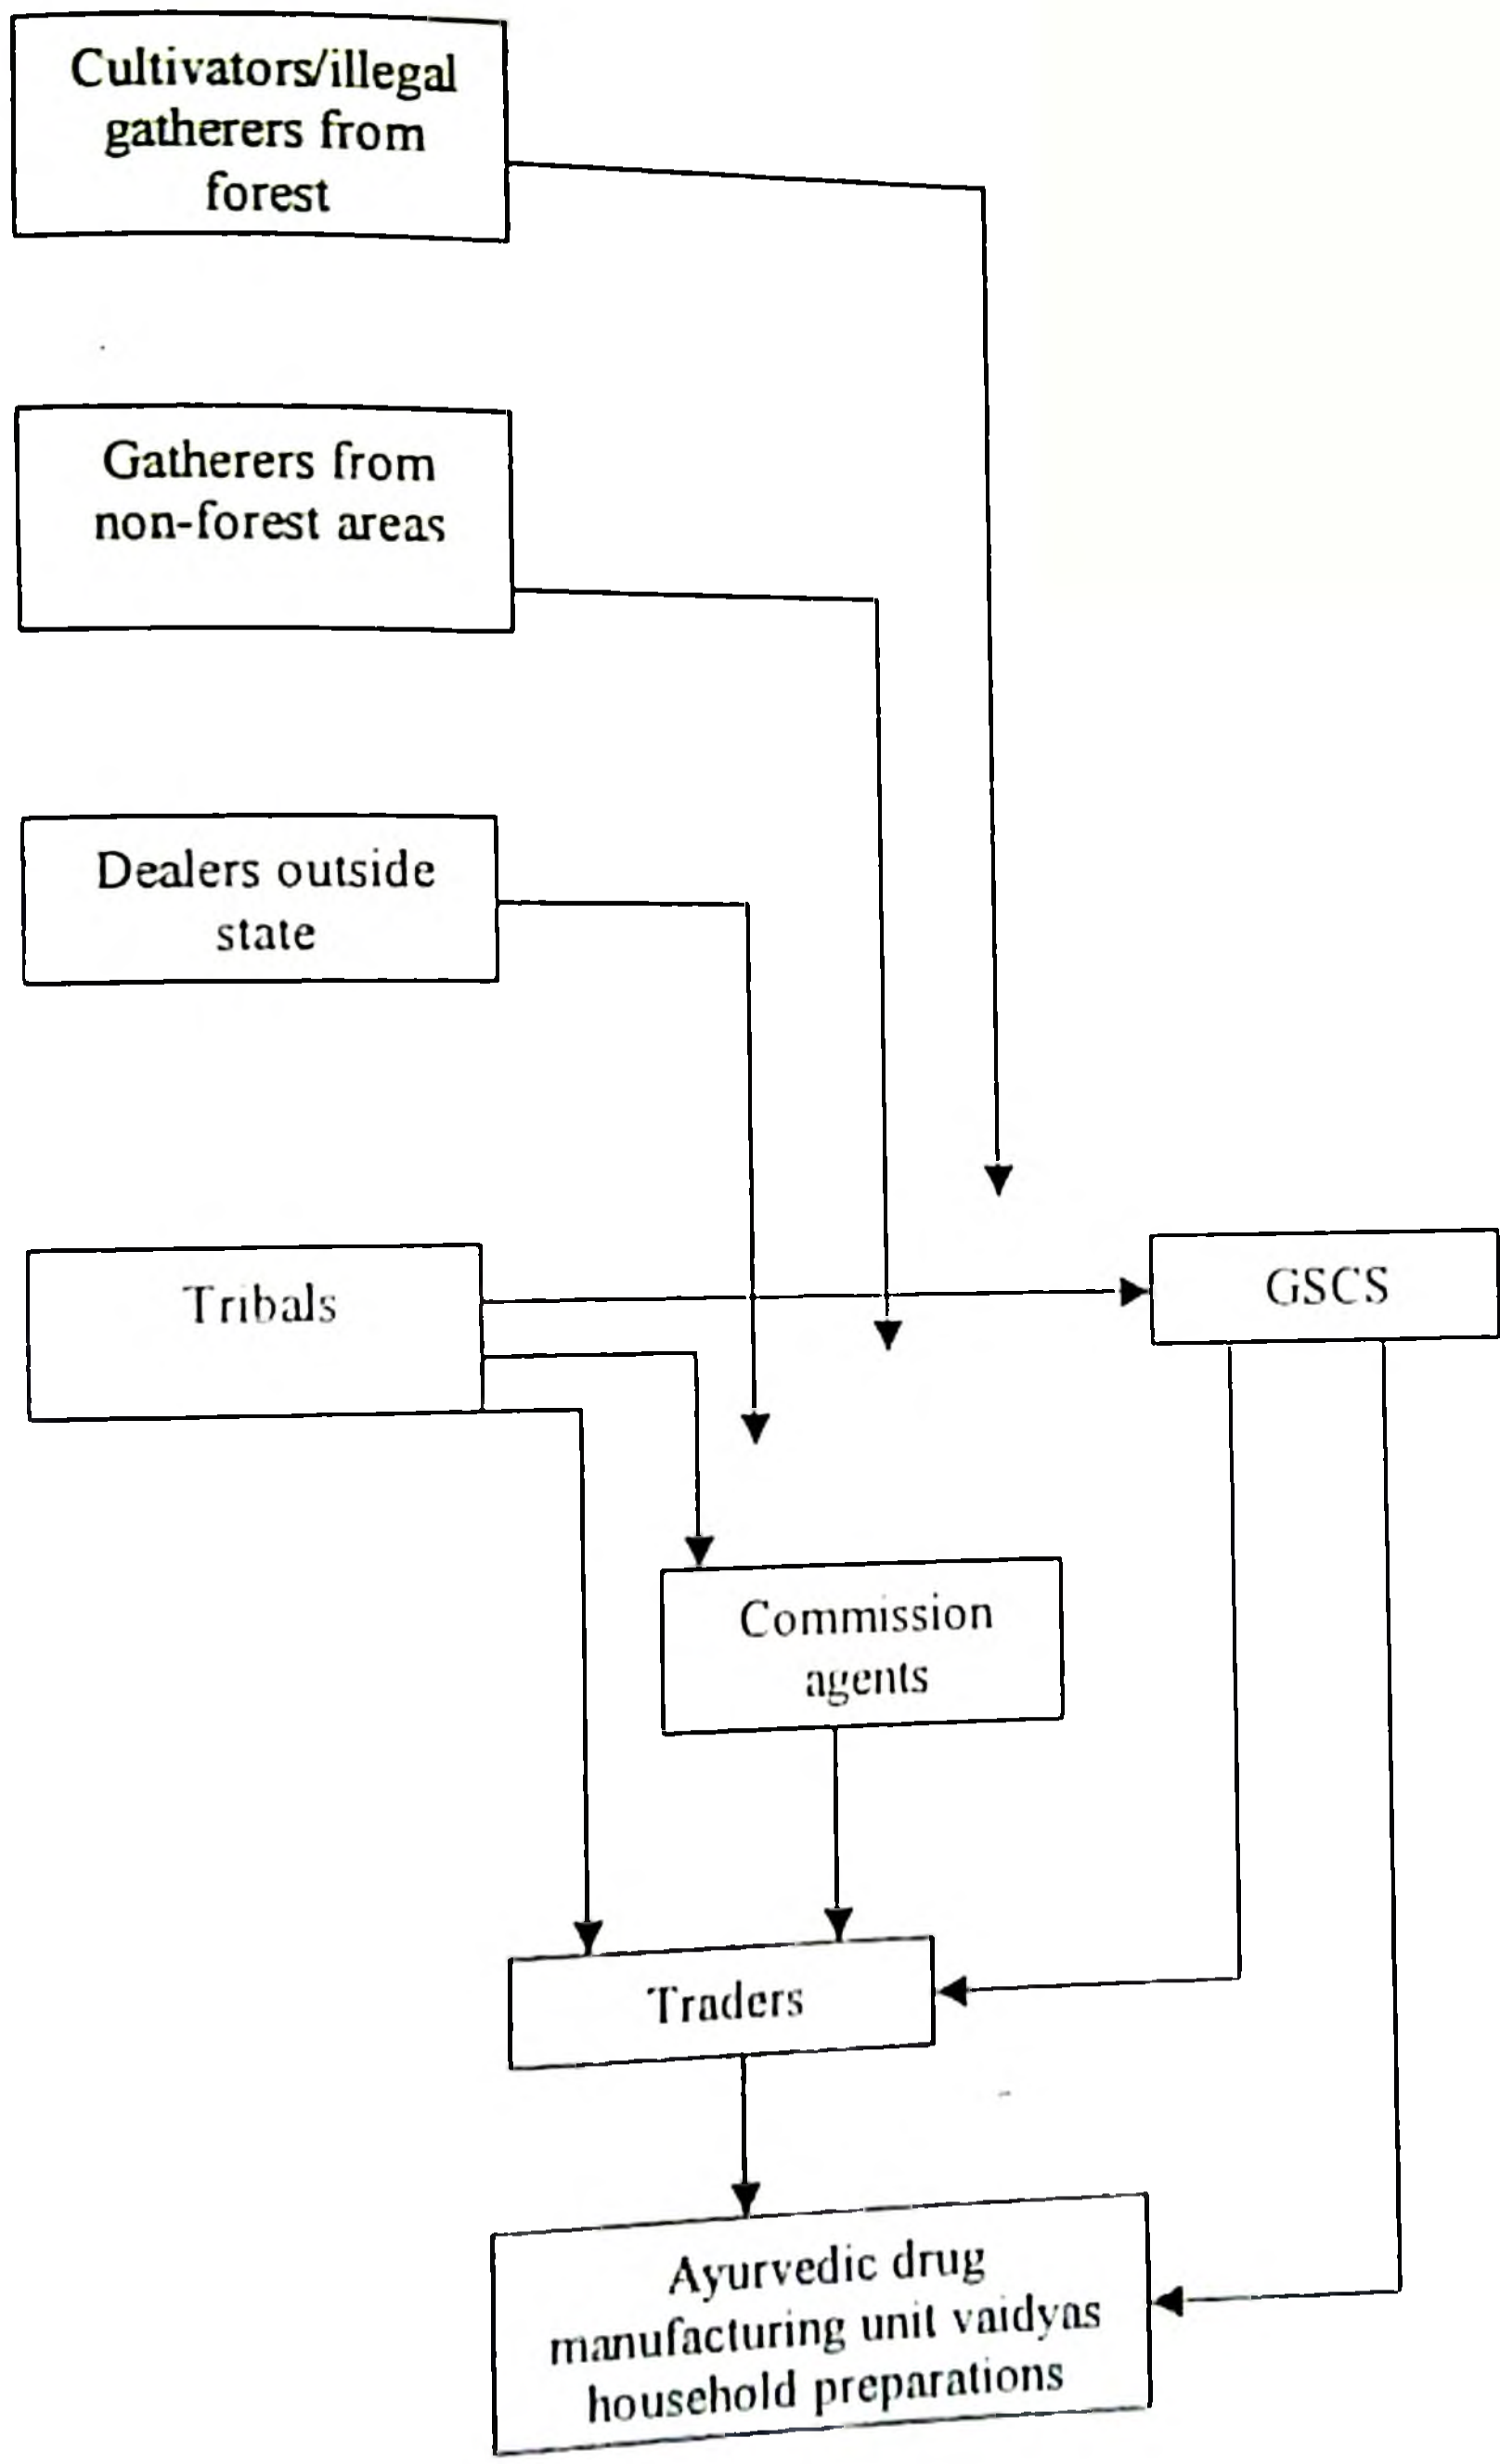 Cultivators/illegal
gatherers from
forest
Gatherers from
non-forest areas
Dealers outside
state
Tribals
GSCS
Commission
agents
Traders
Ayurvedic drug
manufacturing unit vaidyas
household preparations